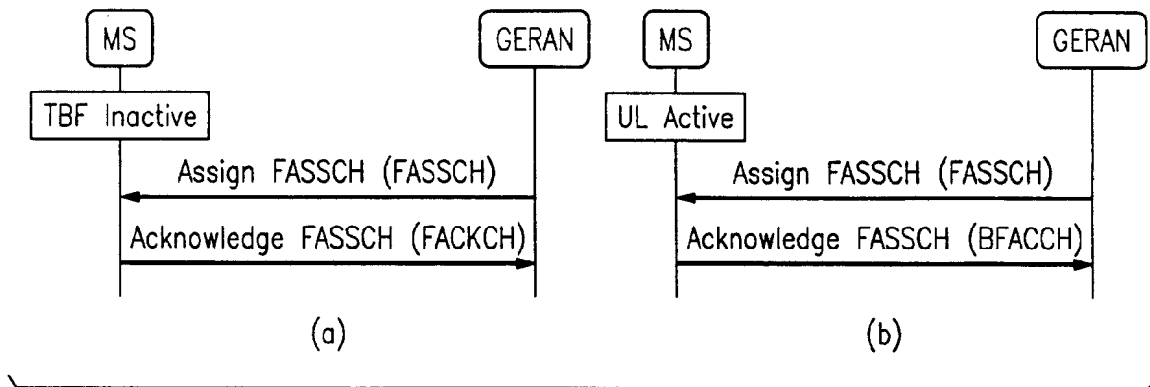 MS GERAN MS GERAN
TBF Inactive UL Active
Assign FASSCH (FASSCH) Assign FASSCH (FASSCH)
Acknowledge FASSCH (FACKCH) Acknowledge FASSCH (BFACCH)
(a) (b)